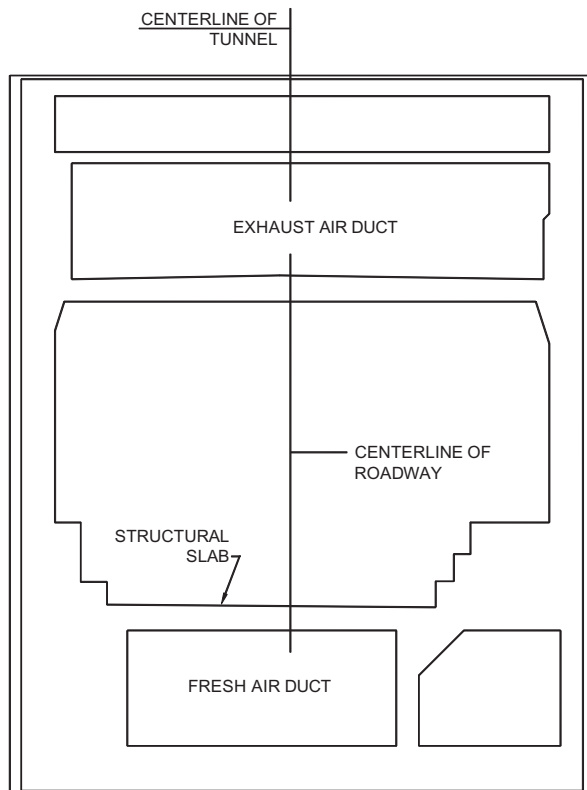 CENTERLINE OF
TUNNEL
EXHAUST AIR DUCT
CENTERLINE OF
ROADWAY
STRUCTURAL
SLAB
FRESH AIR DUCT